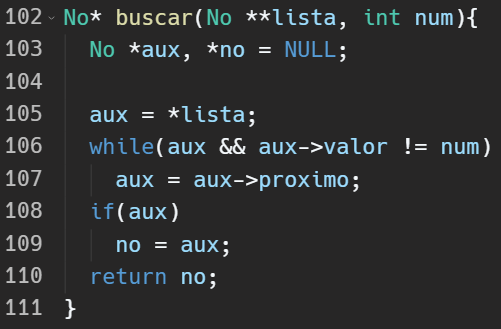 102 No* buscar(No **lista, int num){
103 No *aux, *no = NULL;
104
105 aux = *lista;
106 while(aux && aux->valor != num)
107 aux = aux->proximo;
108 if(aux)
109 no = aux;
110 return no;
111 }